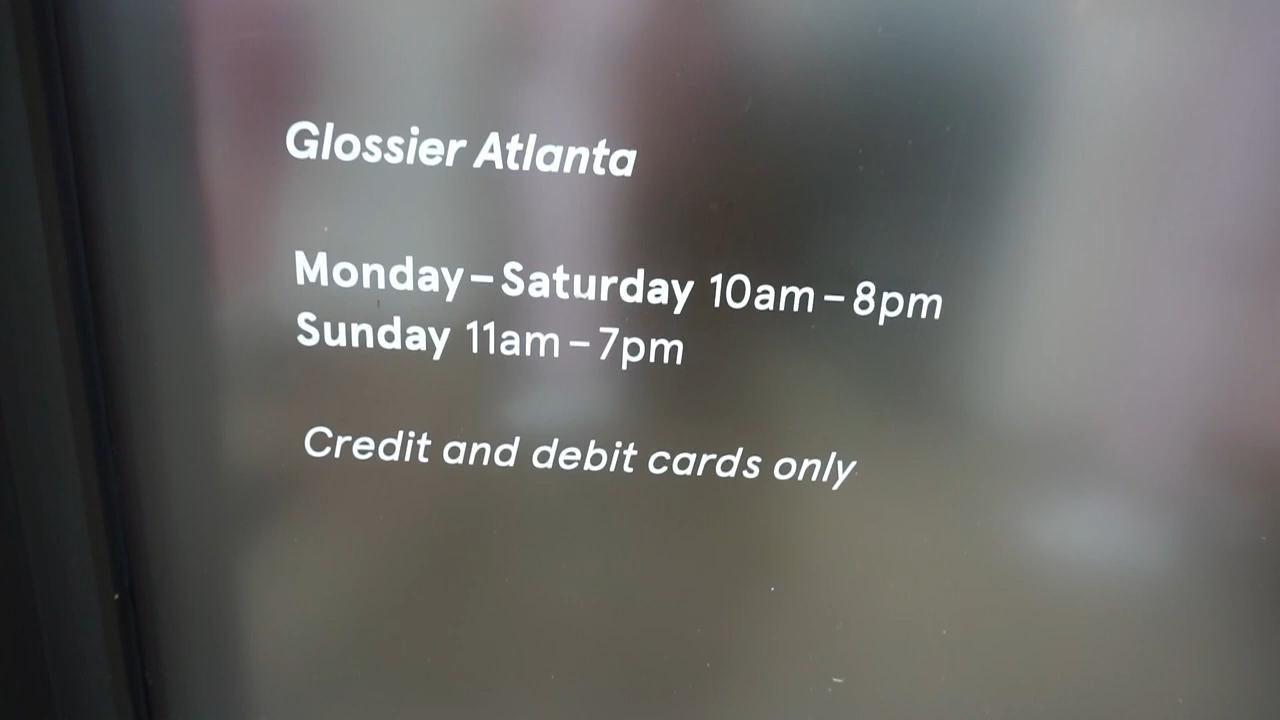 Glossier Atlanta
Monday–Saturday 10am–8pm
Sunday 11am–7pm
Credit and debit cards only